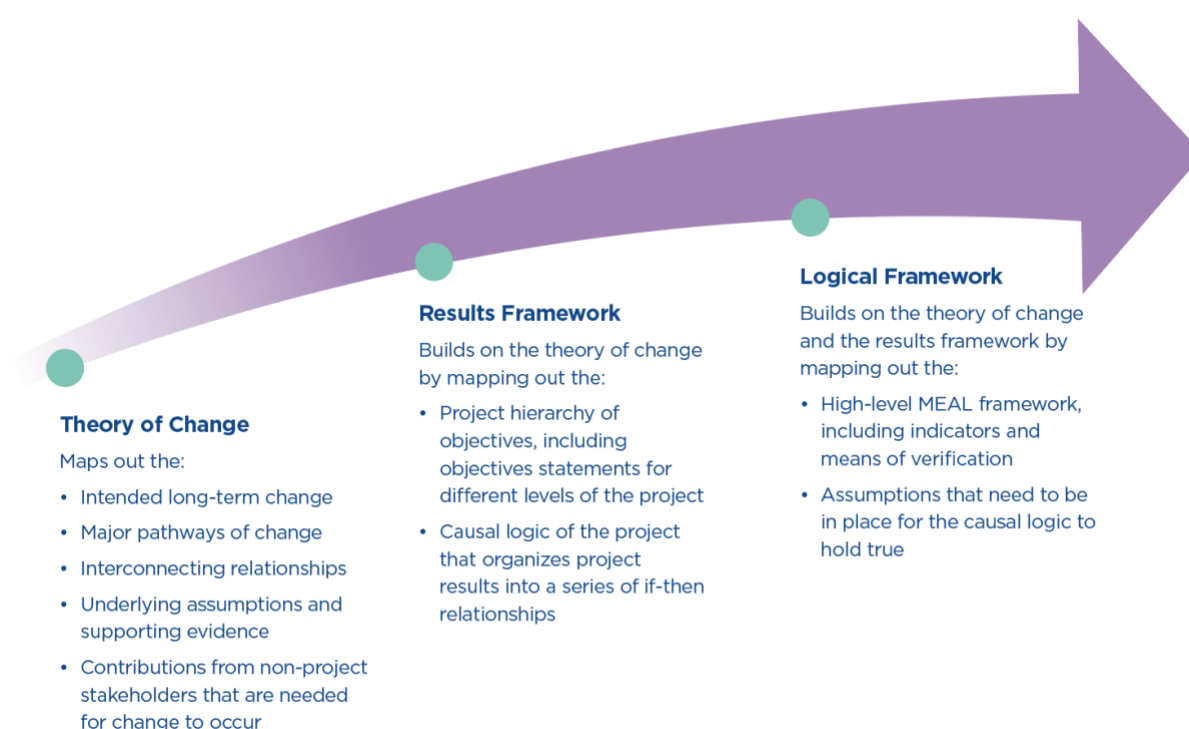 Theory of Change
Maps out the:
• Intended long-term change
• Major pathways of change
• Interconnecting relationships
• Underlying assumptions and
supporting evidence
• Contributions from non-project
stakeholders that are needed
for change to occur
Results Framework
Builds on the theory of change
by mapping out the:
• Project hierarchy of
objectives, including
objectives statements for
different levels of the project
• Causal logic of the project
that organizes project
results into a series of if-then
relationships
Logical Framework
Builds on the theory of change
and the results framework by
mapping out the:
• High-level MEAL framework,
including indicators and
means of verification
• Assumptions that need to be
in place for the causal logic to
hold true